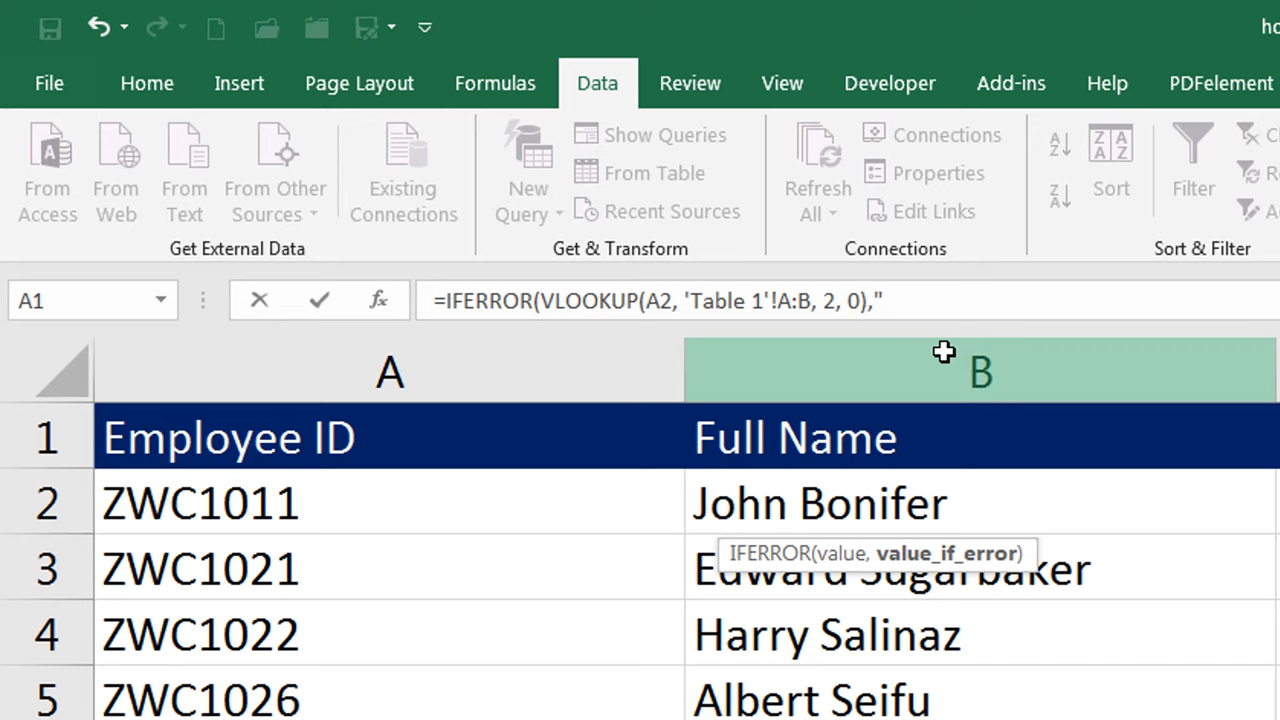 ho
File Home Insert Page Layout Formulas Data Review View Developer Add-ins Help PDFelement
Show Queries Connections
From Table Properties
From Access From Web From Text From Other Sources Existing Connections New Query Recent Sources Refresh All Edit Links Sort Filter
Get External Data Get & Transform Connections Sort & Filter
A1 fx =IFERROR(VLOOKUP(A2, 'Table 1'!A:B, 2, 0),"
A B
1 Employee ID Full Name
2 ZWC1011 John Bonifer
IFERROR(value, value_if_error)
3 ZWC1021 Edward Sugarbaker
4 ZWC1022 Harry Salinaz
5 ZWC1026 Albert Seifu